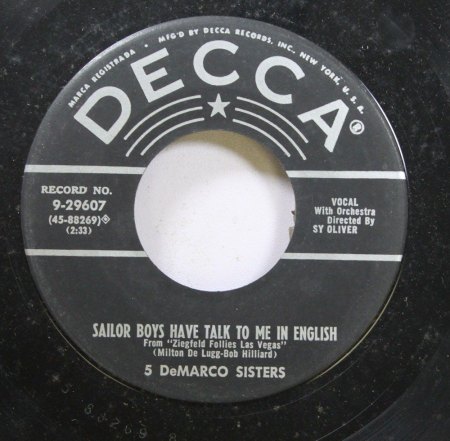 MARCA REGISTRADA • MFG'D BY DECCA RECORDS, INC., NEW YORK, U.S.A.
DECCA®
RECORD NO.
9-29607
(45-88269)
(2:33)
VOCAL
With Orchestra
Directed By
SY OLIVER
SAILOR BOYS HAVE TALK TO ME IN ENGLISH
From "Ziegfeld Follies Las Vegas"
(Milton De Lugg-Bob Hilliard)
5 DeMARCO SISTERS